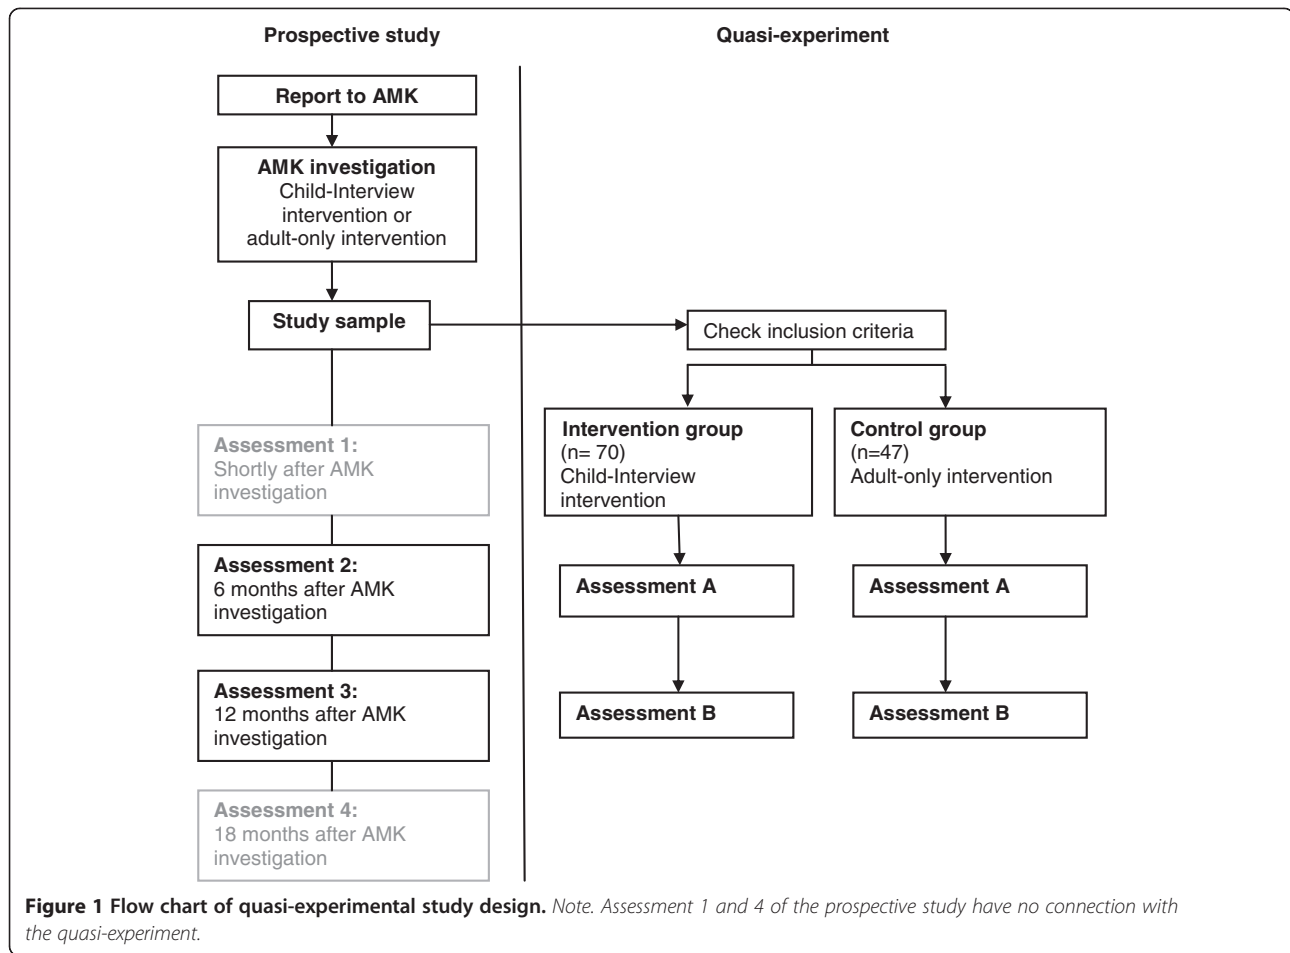 Prospective study
Quasi-experiment
Report to AMK
AMK investigation
Child-Interview
intervention or
adult-only intervention
Study sample
Check inclusion criteria
Intervention group
(n= 70)
Child-Interview
intervention
Control group
(n=47)
Adult-only intervention
Assessment 1:
Shortly after AMK
investigation
Assessment 2:
6 months after AMK
investigation
Assessment A
Assessment A
Assessment 3:
12 months after AMK
investigation
Assessment B
Assessment B
Assessment 4:
18 months after AMK
investigation
Figure 1 Flow chart of quasi-experimental study design. Note. Assessment 1 and 4 of the prospective study have no connection with
the quasi-experiment.